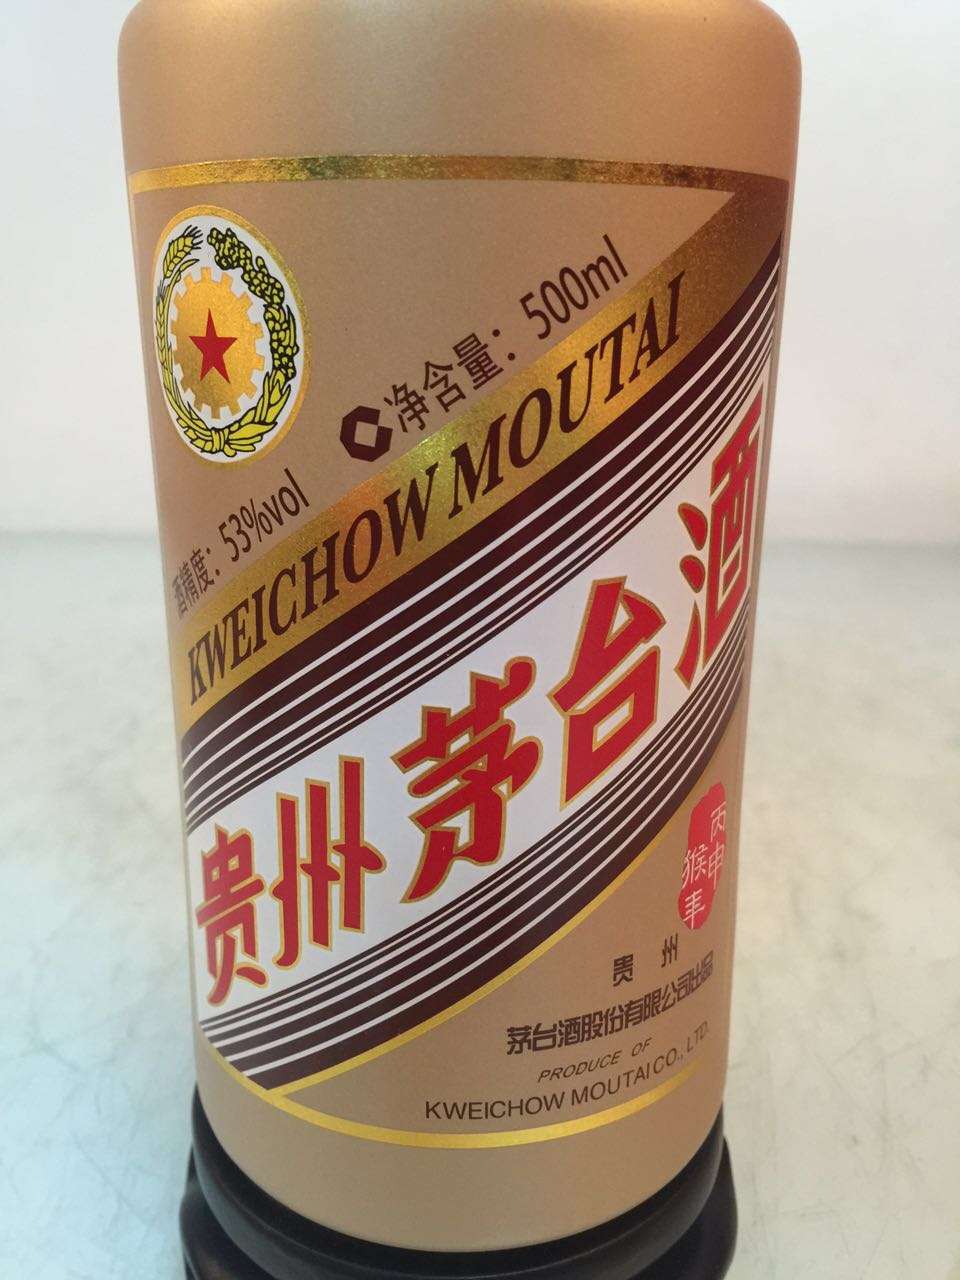 净含量：500ml
酒精度：53%vol
KWEICHOW MOUTAI
贵州茅台酒
丙申
猴年
贵州
茅台酒股份有限公司出品
PRODUCE OF
KWEICHOW MOUTAI CO., LTD.